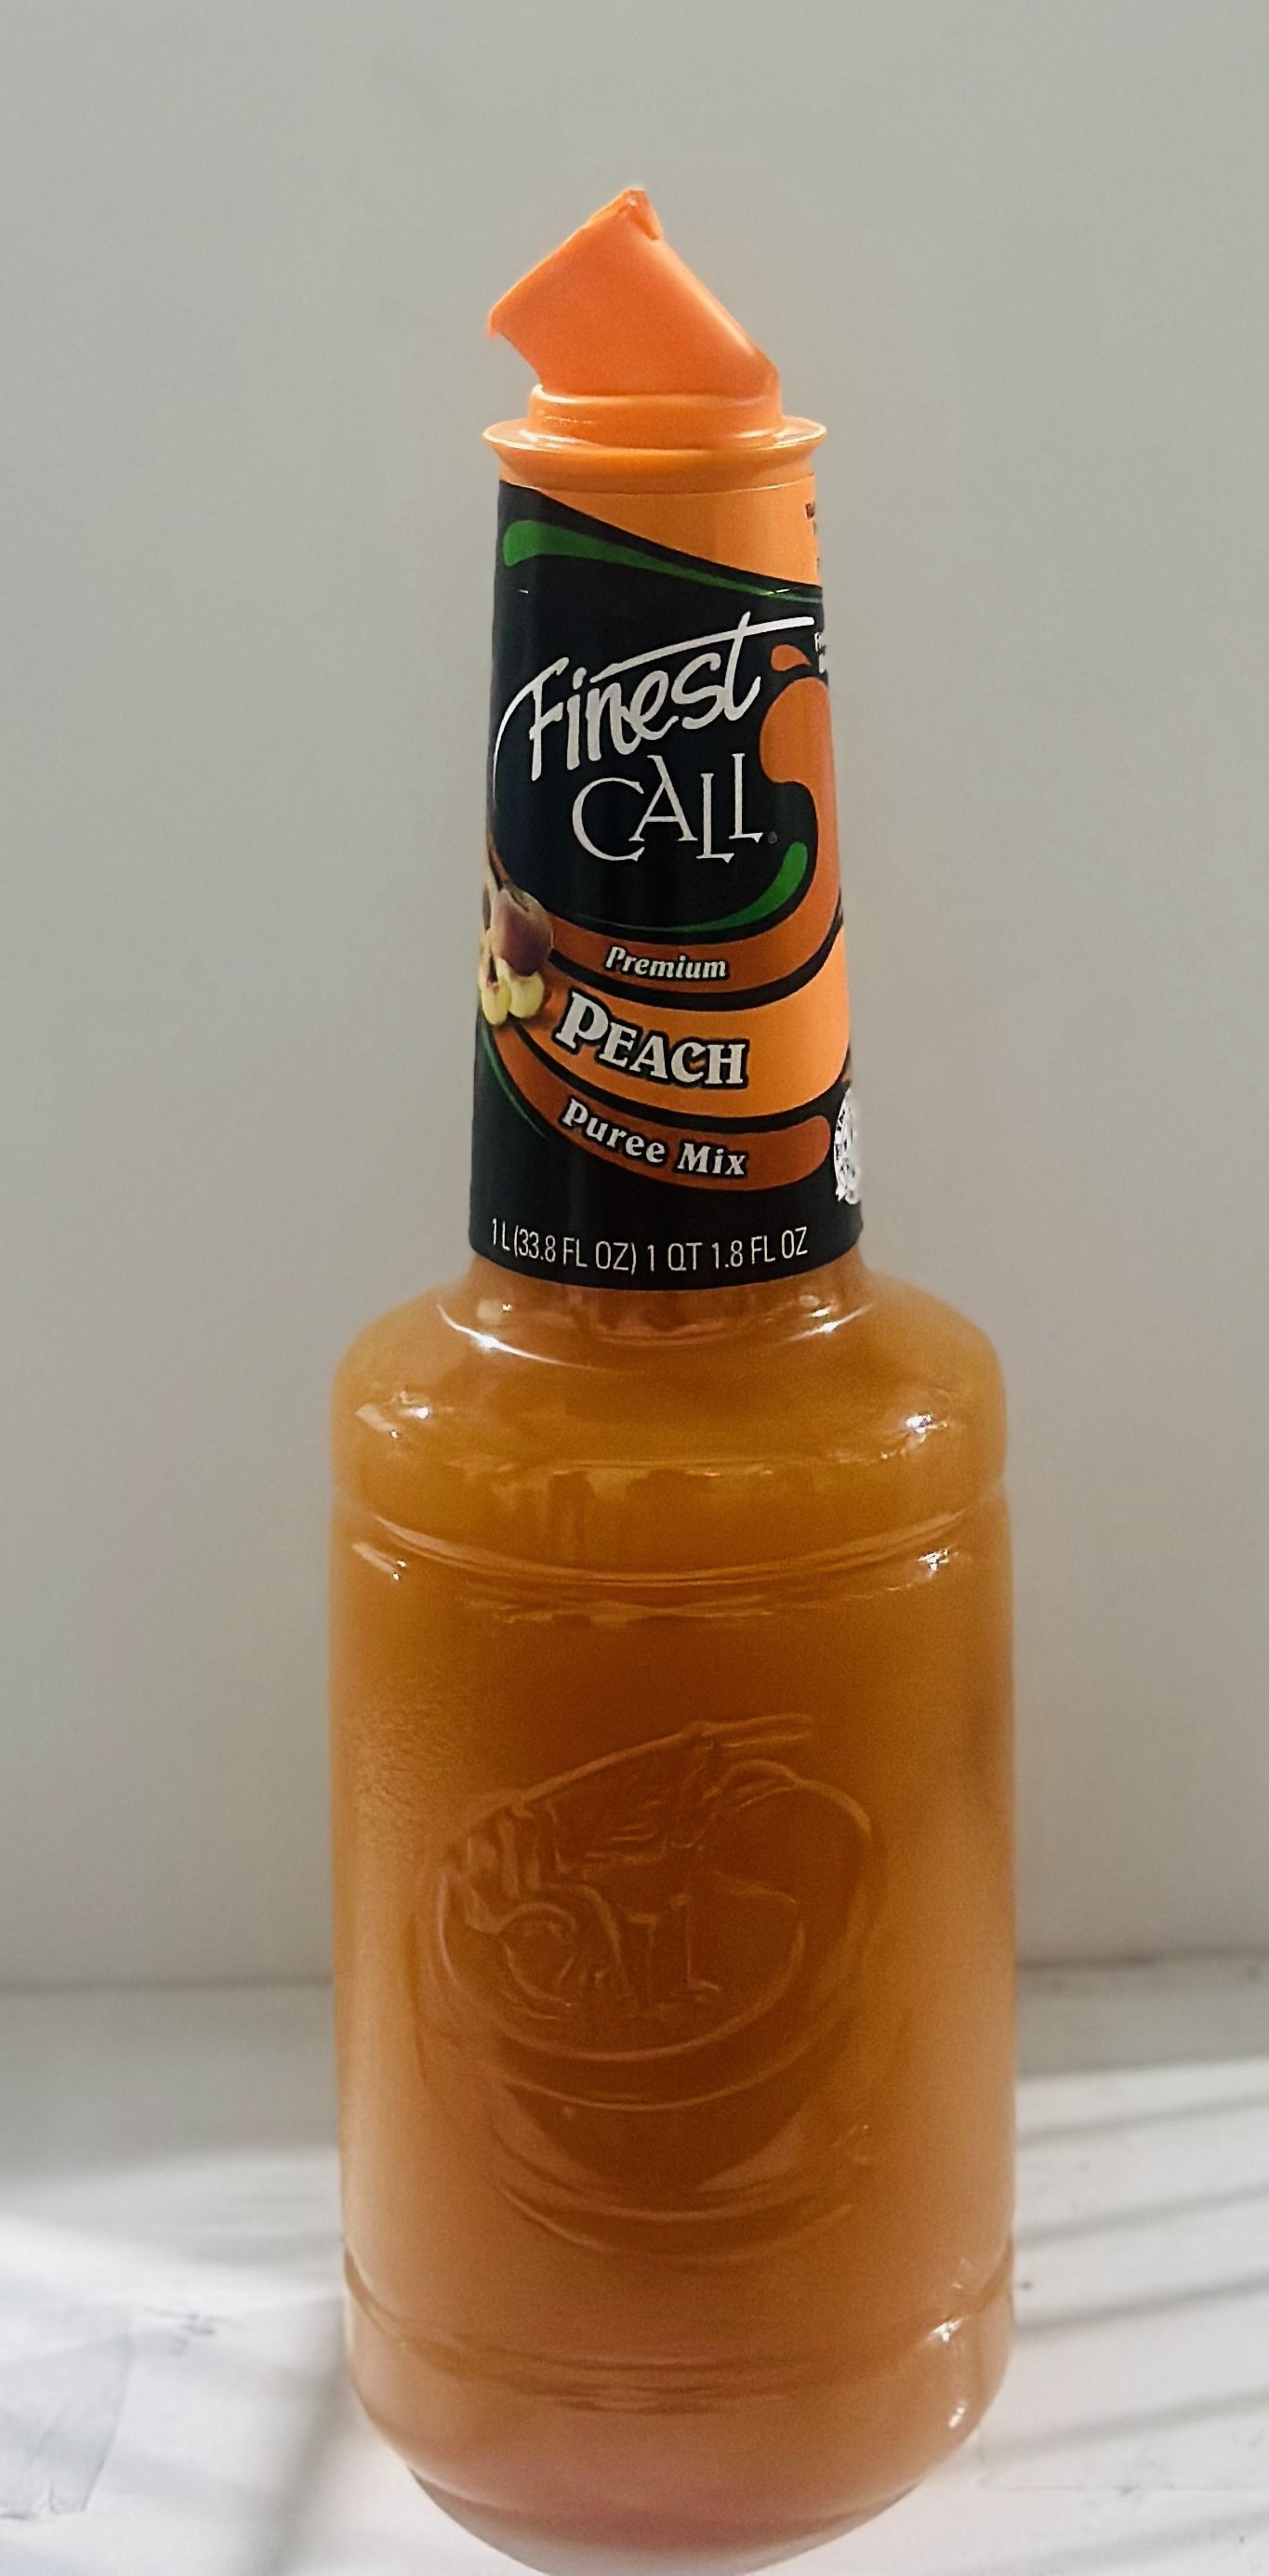 Finest
CALL®
Premium
PEACH
Puree Mix
1 L (33.8 FL OZ) 1 QT 1.8 FL OZ